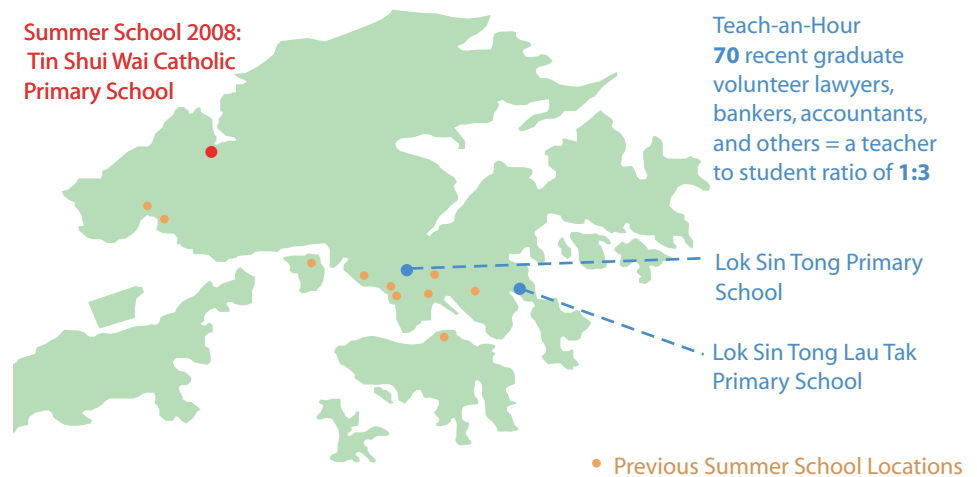 Summer School 2008:
Tin Shui Wai Catholic
Primary School
Teach-an-Hour
70 recent graduate
volunteer lawyers,
bankers, accountants,
and others = a teacher
to student ratio of 1:3
Lok Sin Tong Primary
School
Lok Sin Tong Lau Tak
Primary School
Previous Summer School Locations